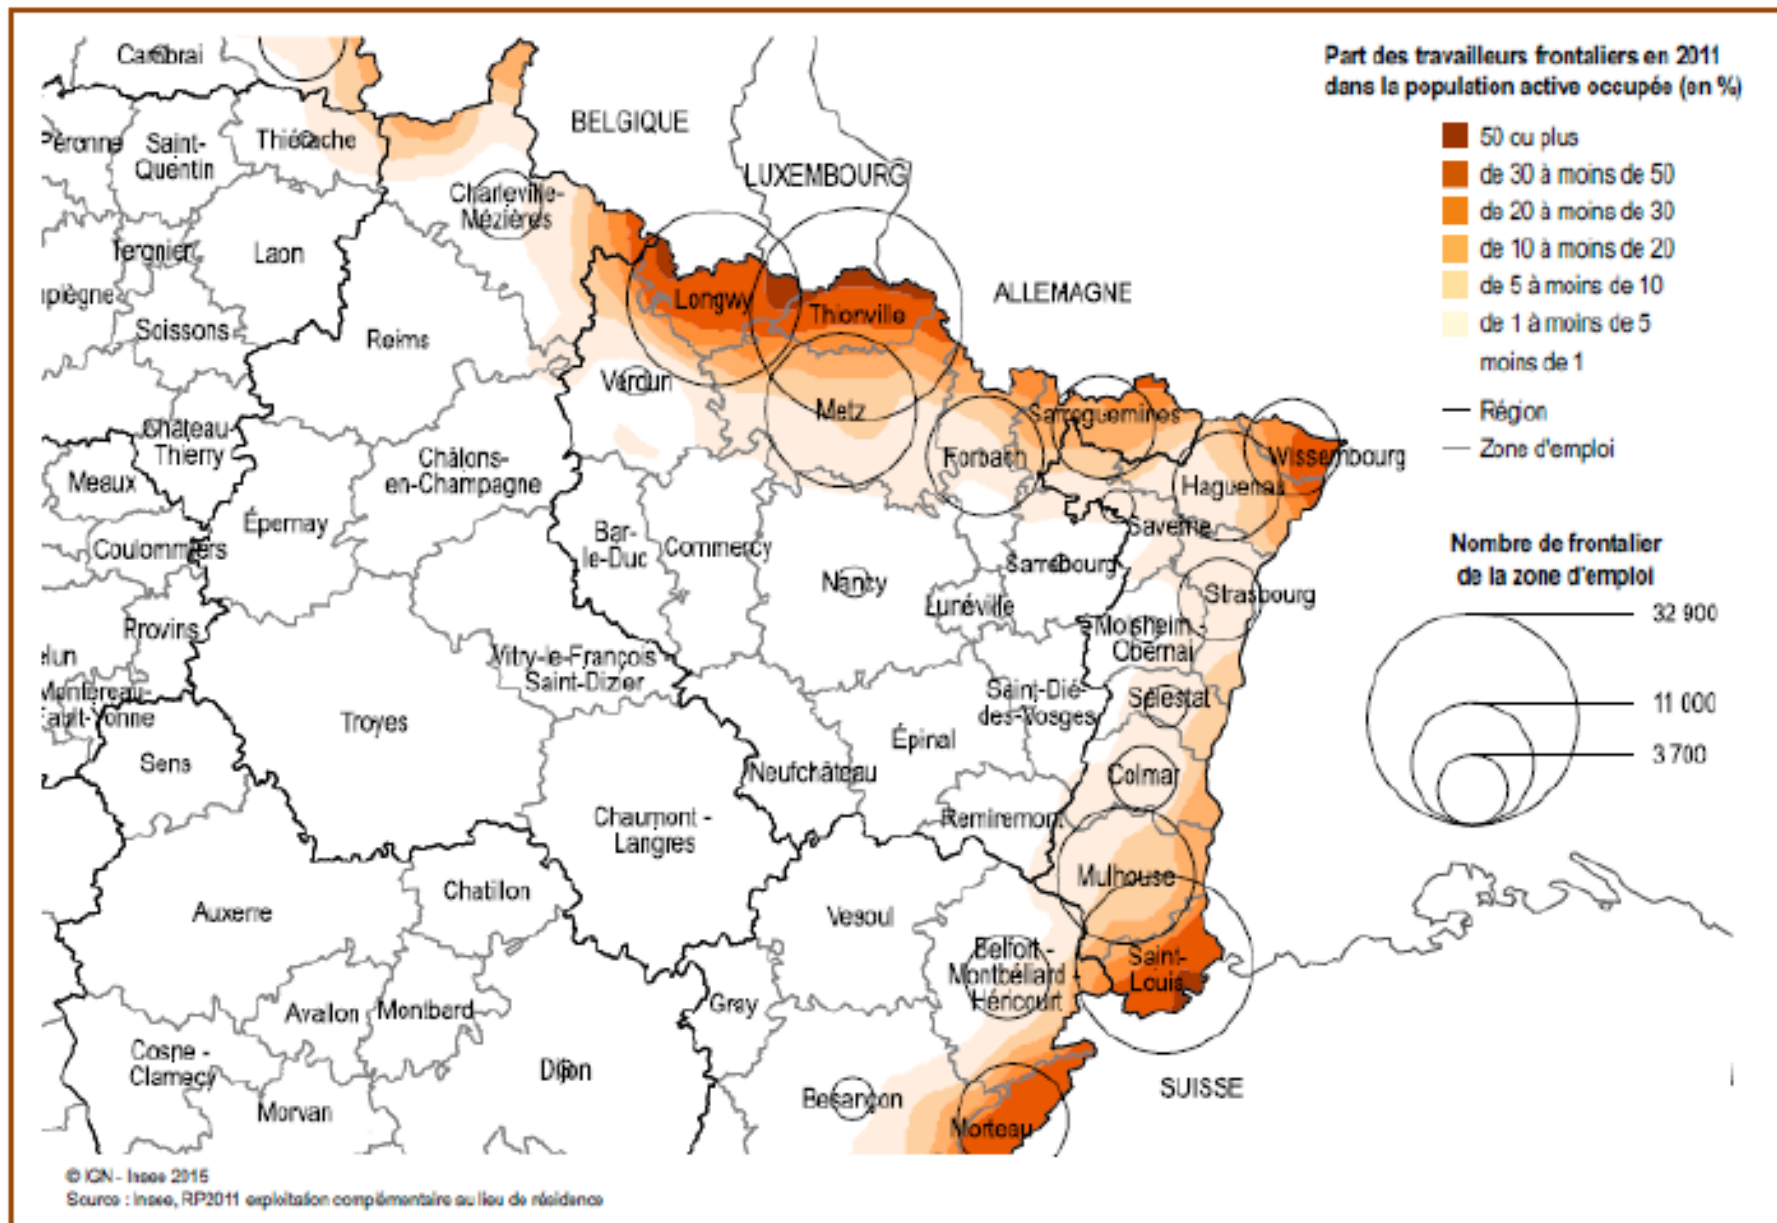 Part des travailleurs frontaliers en 2011
dans la population active occupée (en %)
50 ou plus
de 30 à moins de 50
de 20 à moins de 30
de 10 à moins de 20
de 5 à moins de 10
de 1 à moins de 5
moins de 1
Région
Zone d'emploi
Nombre de frontalier
de la zone d'emploi
32 900
11 000
3 700
Cambrai
BELGIQUE
Péronne
Saint-
Quentin
Thiérache
LUXEMBOURG
Charleville-
Mézières
Tergnier
Laon
ALLEMAGNE
piègne
Longwy
Thionville
Soissons
Reims
Verdun
Metz
Sarreguemines
Château-
Thierry
Forbach
Wissembourg
Meaux
Châlons-
en-Champagne
Haguenau
Épernay
Saverne
Coulommiers
Bar-
le-Duc
Commercy
Nancy
Sarrebourg
Lunéville
Strasbourg
Provins
Molsheim -
Obernai
elun
Vitry-le-François -
Saint-Dizier
Montereau-
Fault-Yonne
Troyes
Saint-Dié-
des-Vosges
Sélestat
Épinal
Sens
Neufchâteau
Colmar
Chaumont -
Langres
Remiremont
Mulhouse
Chatillon
Auxerre
Vesoul
Belfort -
Montbéliard -
Héricourt
Saint-
Louis
Avallon
Montbard
Gray
Cosne -
Clamecy
Dijon
SUISSE
Besançon
Morvan
Morteau
© IGN - Insee 2015
Source : Insee, RP2011 exploitation complémentaire au lieu de résidence